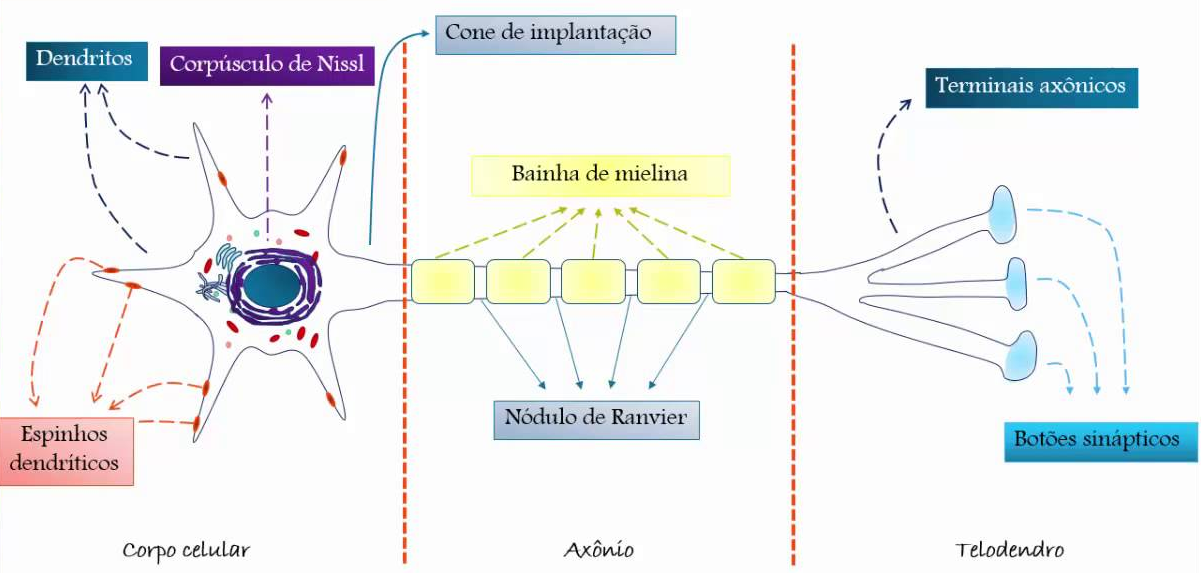 Cone de implantação
Dendritos
Corpúsculo de Nissl
Terminais axônicos
Bainha de mielina
Nódulo de Ranvier
Espinhos
dendríticos
Botões sinápticos
Corpo celular
Axônio
Telodendro